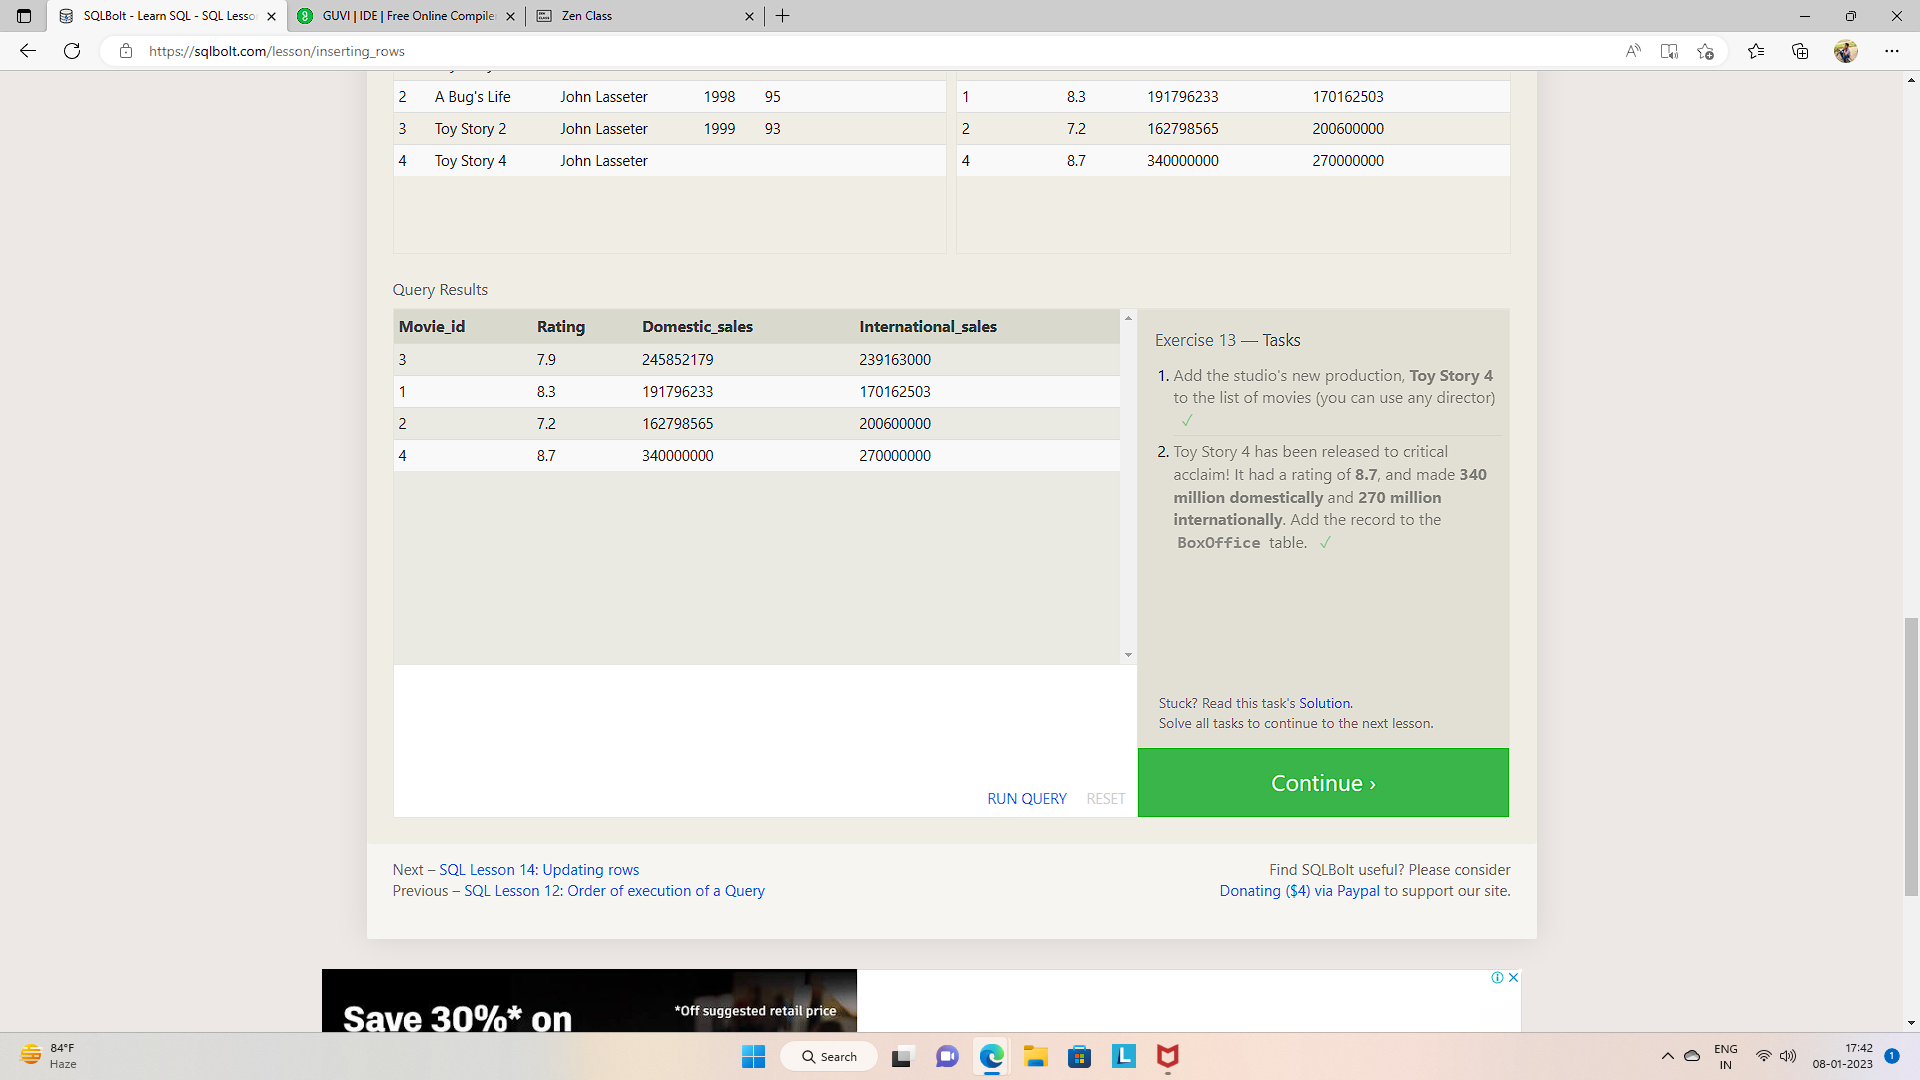 SQLBolt - Learn SQL - SQL Lesso
GUVI | IDE | Free Online Compiler
Zen Class
https://sqlbolt.com/lesson/inserting_rows
2 A Bug's Life John Lasseter 1998 95
3 Toy Story 2 John Lasseter 1999 93
4 Toy Story 4 John Lasseter
1 8.3 191796233 170162503
2 7.2 162798565 200600000
4 8.7 340000000 270000000
Query Results
Movie_id Rating Domestic_sales International_sales
3 7.9 245852179 239163000
1 8.3 191796233 170162503
2 7.2 162798565 200600000
4 8.7 340000000 270000000
RUN QUERY RESET
Exercise 13 — Tasks
1. Add the studio's new production, Toy Story 4
to the list of movies (you can use any director)
✓
2. Toy Story 4 has been released to critical
acclaim! It had a rating of 8.7, and made 340
million domestically and 270 million
internationally. Add the record to the
BoxOffice table. ✓
Stuck? Read this task's Solution.
Solve all tasks to continue to the next lesson.
Continue ›
Next – SQL Lesson 14: Updating rows
Previous – SQL Lesson 12: Order of execution of a Query
Find SQLBolt useful? Please consider
Donating ($4) via Paypal to support our site.
Save 30%* on
*Off suggested retail price
84°F
Haze
Search
ENG
IN
17:42
08-01-2023
1